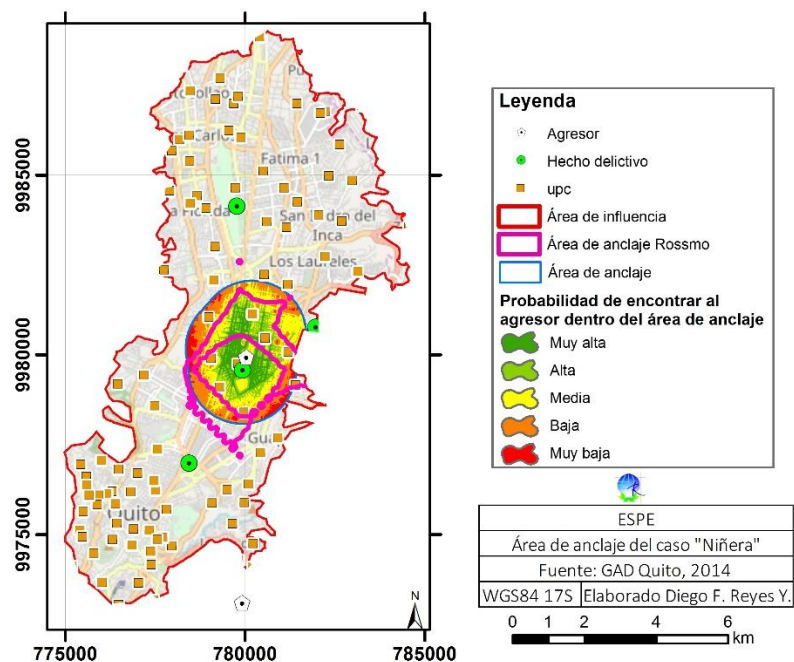 Leyenda
Agresor
Hecho delictivo
upc
Área de influencia
Área de anclaje Rossmo
Área de anclaje
Probabilidad de encontrar al
agresor dentro del área de anclaje
Muy alta
Alta
Media
Baja
Muy baja
ESPE
Área de anclaje del caso "Niñera"
Fuente: GAD Quito, 2014
WGS84 17S Elaborado Diego F. Reyes Y.
0 2 4 6
km
N
9985000
9980000
9975000
775000 780000 785000
Carlos
Fatima 1
San Isidro del
Inca
Los Laureles
Quito